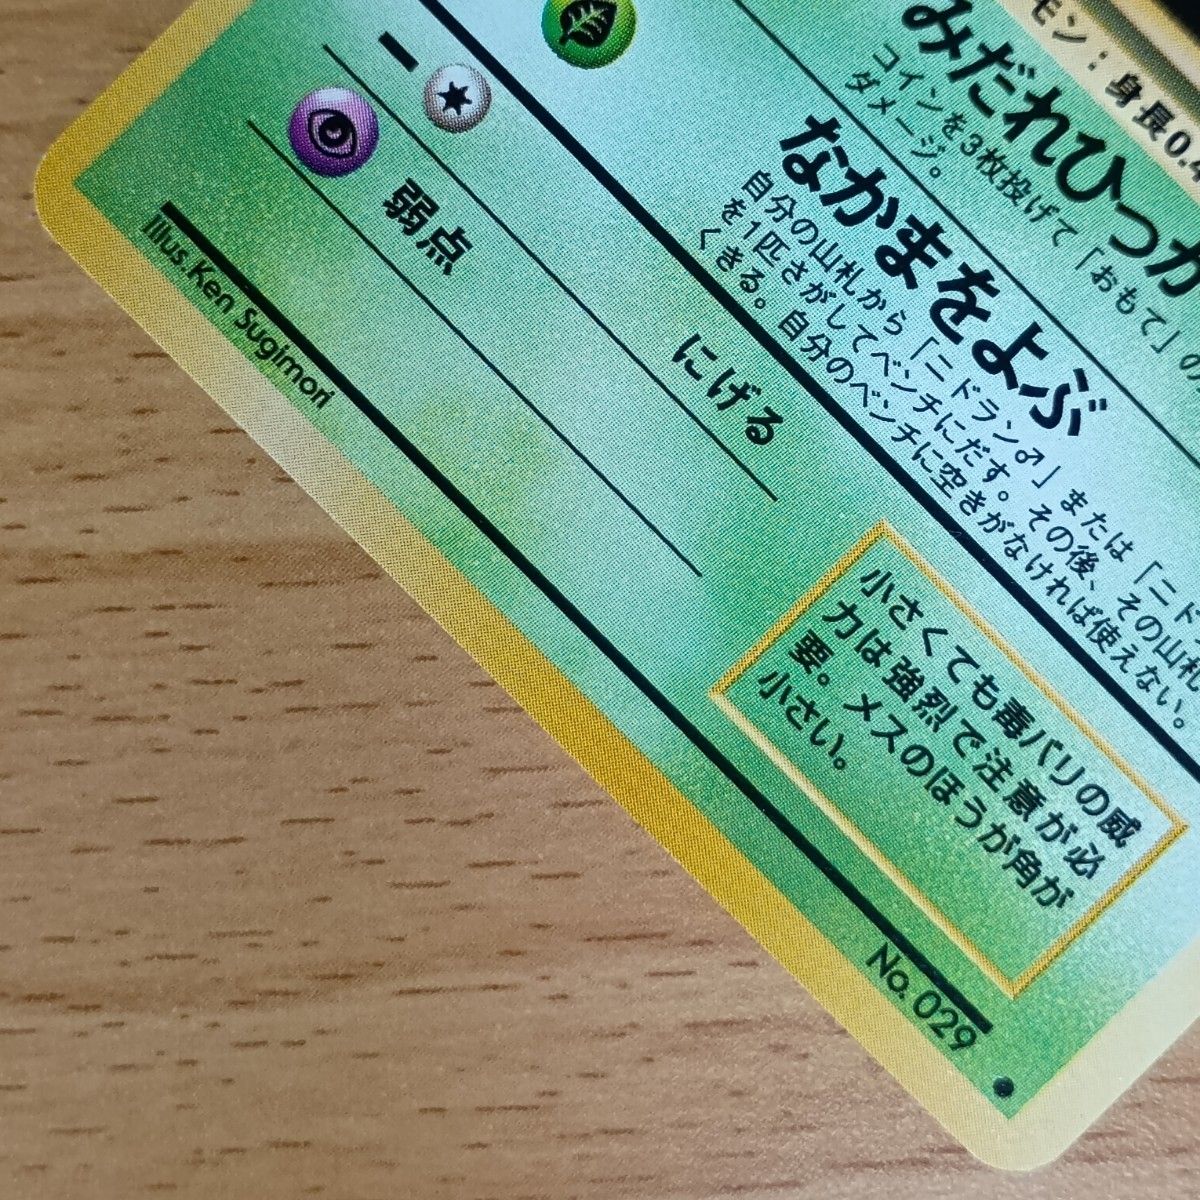 モン：身長0.4
みだれひっか
コインを3枚投げて「おもて」の
ダメージ。
なかまをよぶ
自分の山札から「ニドラン♂」または「ニド
を1匹さがしてベンチにだす。その後、その山札
くきる。自分のベンチに空きがなければ使えない。
にげる
弱点
小さくても毒バリの威
力は強烈で注意が必
要。メスのほうが角が
小さい。
Illus.Ken Sugimori
No. 029